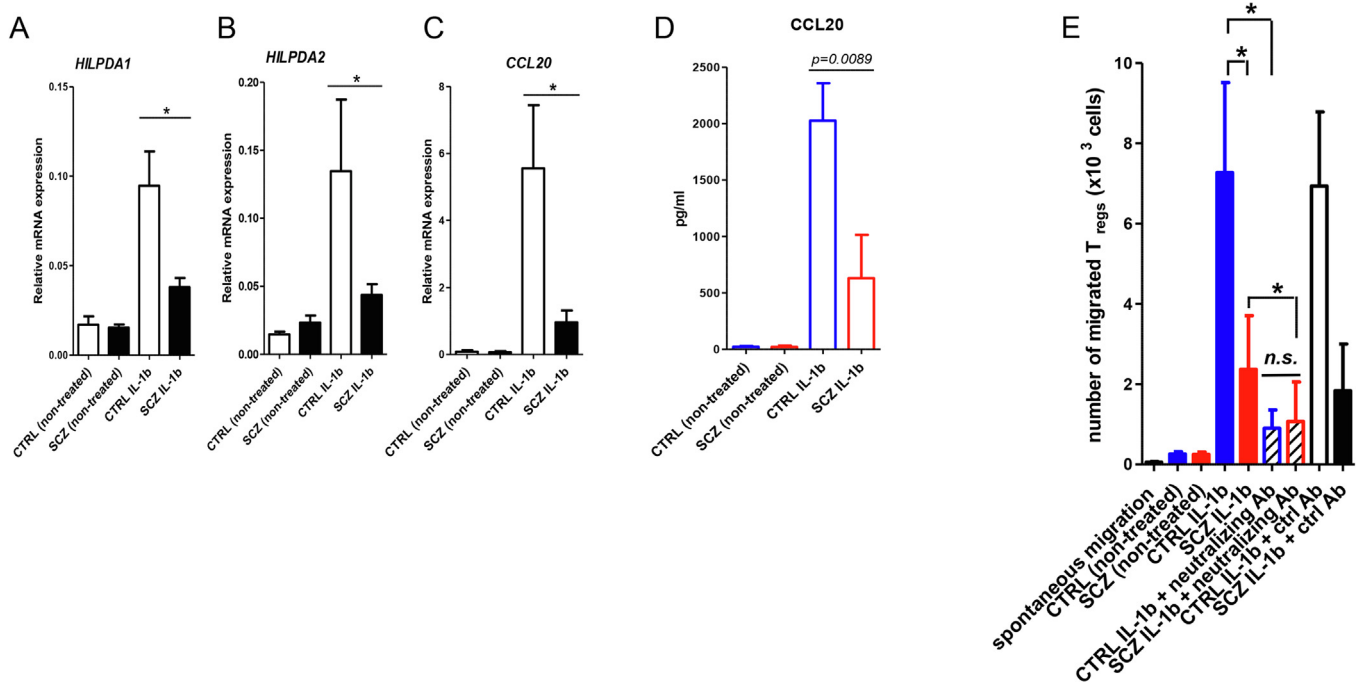 A
HILPDA1
Relative mRNA expression
0.15
0.10
0.05
0.00
*
CTRL (non-treated)
SCZ (non-treated)
CTRL IL-1b
SCZ IL-1b
B
HILPDA2
Relative mRNA expression
0.20
0.15
0.10
0.05
0.00
*
CTRL (non-treated)
SCZ (non-treated)
CTRL IL-1b
SCZ IL-1b
C
CCL20
Relative mRNA expression
8
6
4
2
0
*
CTRL (non-treated)
SCZ (non-treated)
CTRL IL-1b
SCZ IL-1b
D
CCL20
pg/ml
2500
2000
1500
1000
500
0
p=0.0089
CTRL (non-treated)
SCZ (non-treated)
CTRL IL-1b
SCZ IL-1b
E
number of migrated T regs (x10 3 cells)
10
8
6
4
2
0
*
*
*
n.s.
spontaneous migration
CTRL (non-treated)
SCZ (non-treated)
CTRL IL-1b
SCZ IL-1b
CTRL IL-1b + neutralizing Ab
SCZ IL-1b + neutralizing Ab
CTRL IL-1b + ctrl Ab
SCZ IL-1b + ctrl Ab